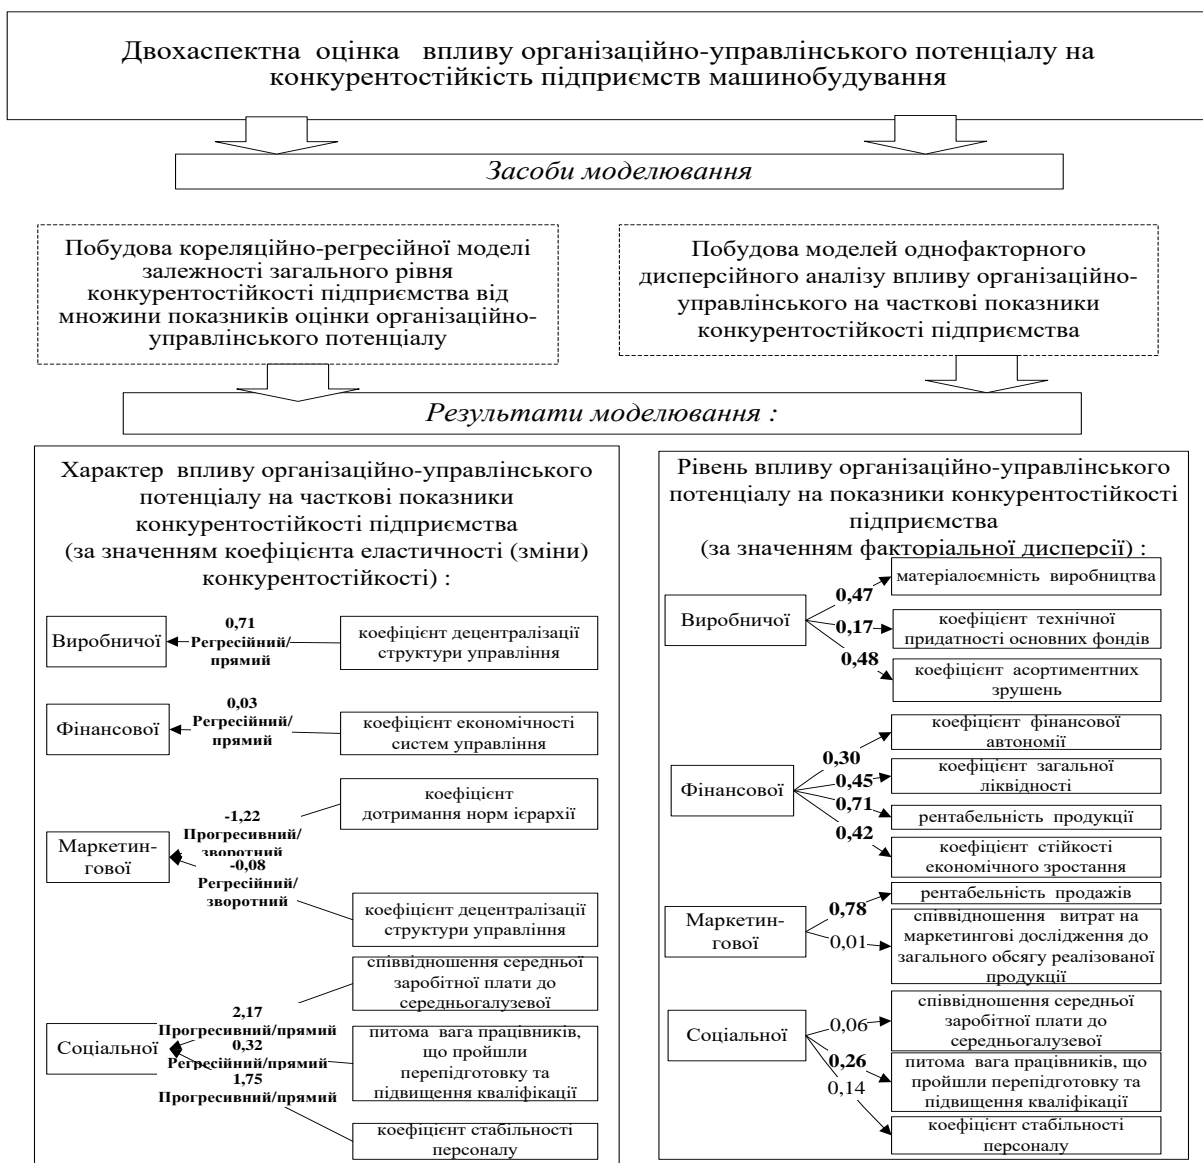 Двохаспектна оцінка впливу організаційно-управлінського потенціалу на
конкурентостійкість підприємств машинобудування
Засоби моделювання
Побудова кореляційно-регресійної моделі
залежності загального рівня
конкурентостійкості підприємства від
множини показників оцінки організаційно-
управлінського потенціалу
Побудова моделей однофакторного
дисперсійного аналізу впливу організаційно-
управлінського на часткові показники
конкурентостійкості підприємства
Результати моделювання :
Характер впливу організаційно-управлінського
потенціалу на часткові показники
конкурентостійкості підприємства
(за значенням коефіцієнта еластичності (зміни)
конкурентостійкості) :
Виробничої
0,71
Регресійний/
прямий
коефіцієнт децентралізації
структури управління
Фінансової
0,03
Регресійний/
прямий
коефіцієнт економічності
систем управління
Маркетин-
гової
-1,22
Прогресивний/
зворотний
коефіцієнт
дотримання норм ієрархії
-0,08
Регресійний/
зворотний
коефіцієнт децентралізації
структури управління
Соціальної
2,17
Прогресивний/прямий
співвідношення середньої
заробітної плати до
середньогалузевої
0,32
Регресійний/прямий
питома вага працівників,
що пройшли
перепідготовку та
підвищення кваліфікації
1,75
Прогресивний/прямий
коефіцієнт стабільності
персоналу
Рівень впливу організаційно-управлінського
потенціалу на показники конкурентостійкості
підприємства
(за значенням факторіальної дисперсії) :
Виробничої
0,47
матеріалоємність виробництва
0,17
коефіцієнт технічної
придатності основних фондів
0,48
коефіцієнт асортиментних
зрушень
Фінансової
0,30
коефіцієнт фінансової
автономії
0,45
коефіцієнт загальної
ліквідності
0,71
рентабельність продукції
0,42
коефіцієнт стійкості
економічного зростання
Маркетин-
гової
0,78
рентабельність продажів
0,01
співвідношення витрат на
маркетингові дослідження до
загального обсягу реалізованої
продукції
Соціальної
0,06
співвідношення середньої
заробітної плати до
середньогалузевої
0,26
питома вага працівників, що
пройшли перепідготовку та
підвищення кваліфікації
0,14
коефіцієнт стабільності
персоналу